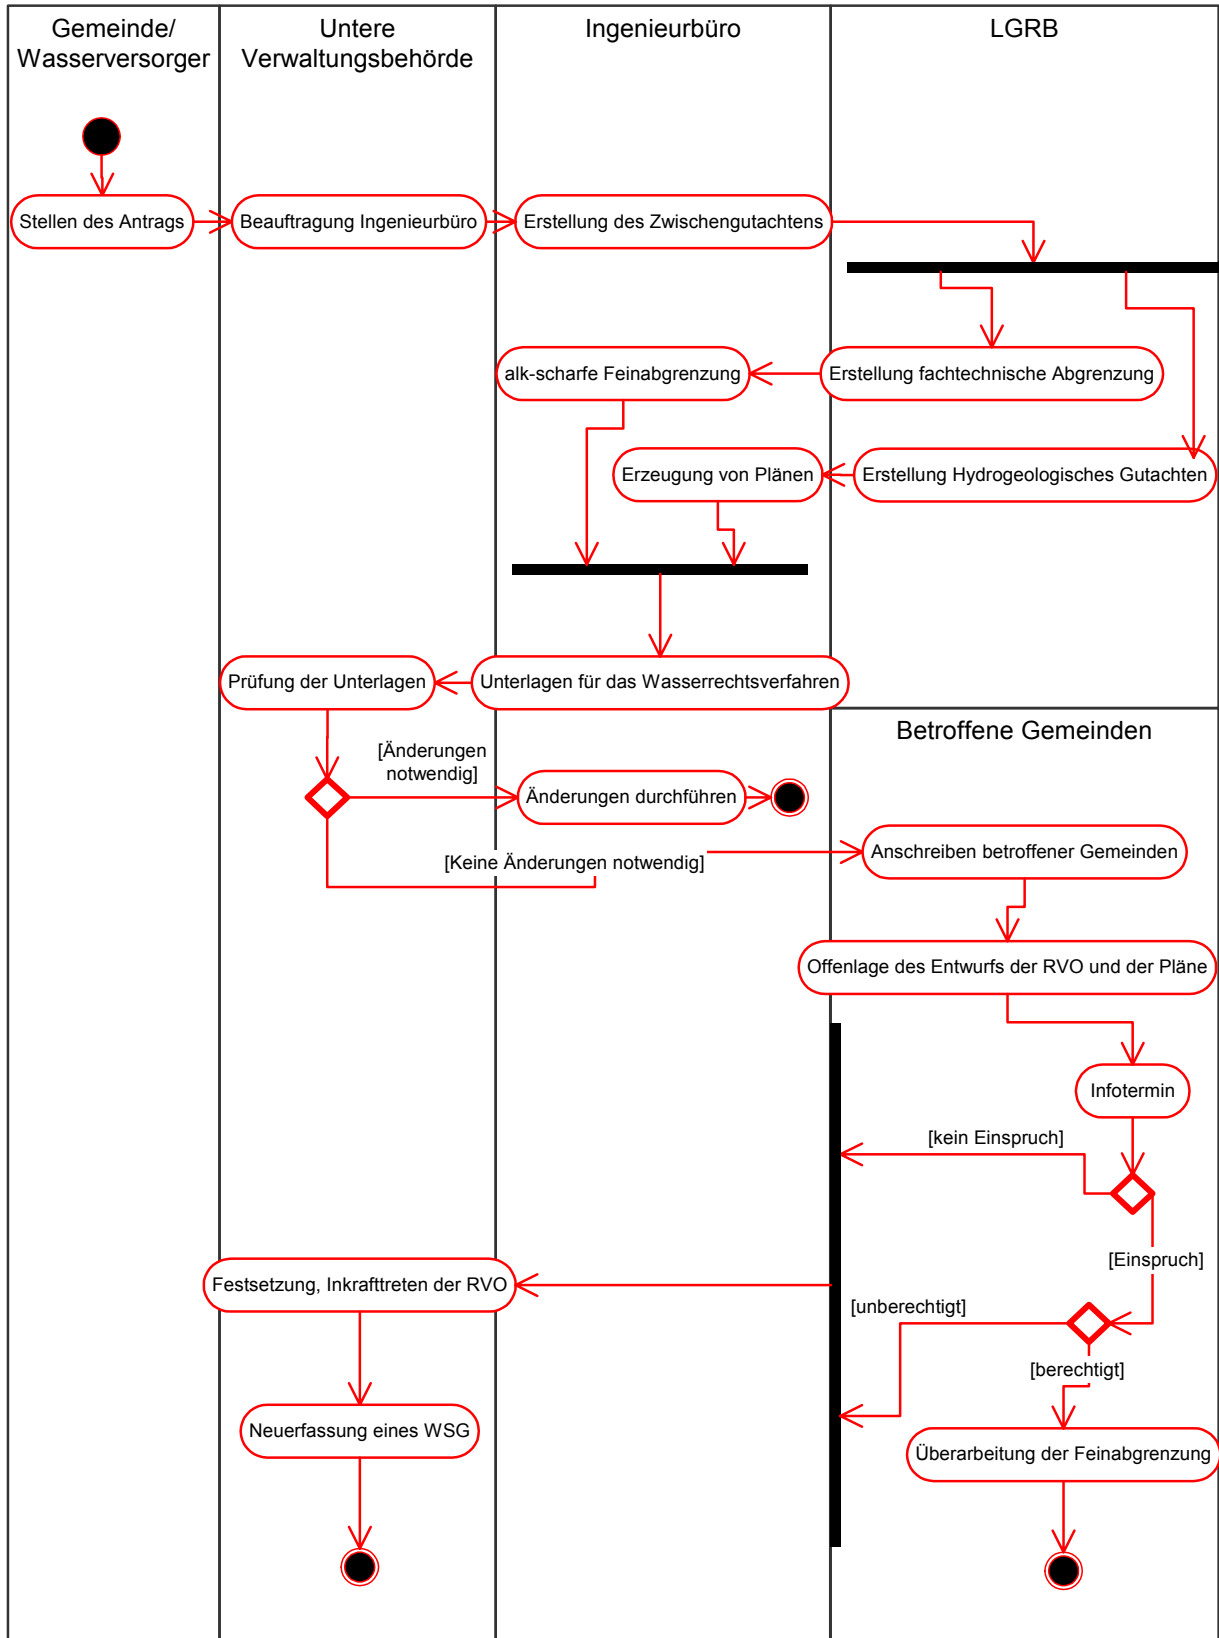 Gemeinde/
Wasserversorger
Untere
Verwaltungsbehörde
Ingenieurbüro
LGRB
Stellen des Antrags
Beauftragung Ingenieurbüro
Erstellung des Zwischengutachtens
alk-scharfe Feinabgrenzung
Erstellung fachtechnische Abgrenzung
Erzeugung von Plänen
Erstellung Hydrogeologisches Gutachten
Prüfung der Unterlagen
Unterlagen für das Wasserrechtsverfahren
Betroffene Gemeinden
[Änderungen
notwendig]
Änderungen durchführen
[Keine Änderungen notwendig]
Anschreiben betroffener Gemeinden
Offenlage des Entwurfs der RVO und der Pläne
Infotermin
[kein Einspruch]
[Einspruch]
Festsetzung, Inkrafttreten der RVO
[unberechtigt]
[berechtigt]
Neuerfassung eines WSG
Überarbeitung der Feinabgrenzung